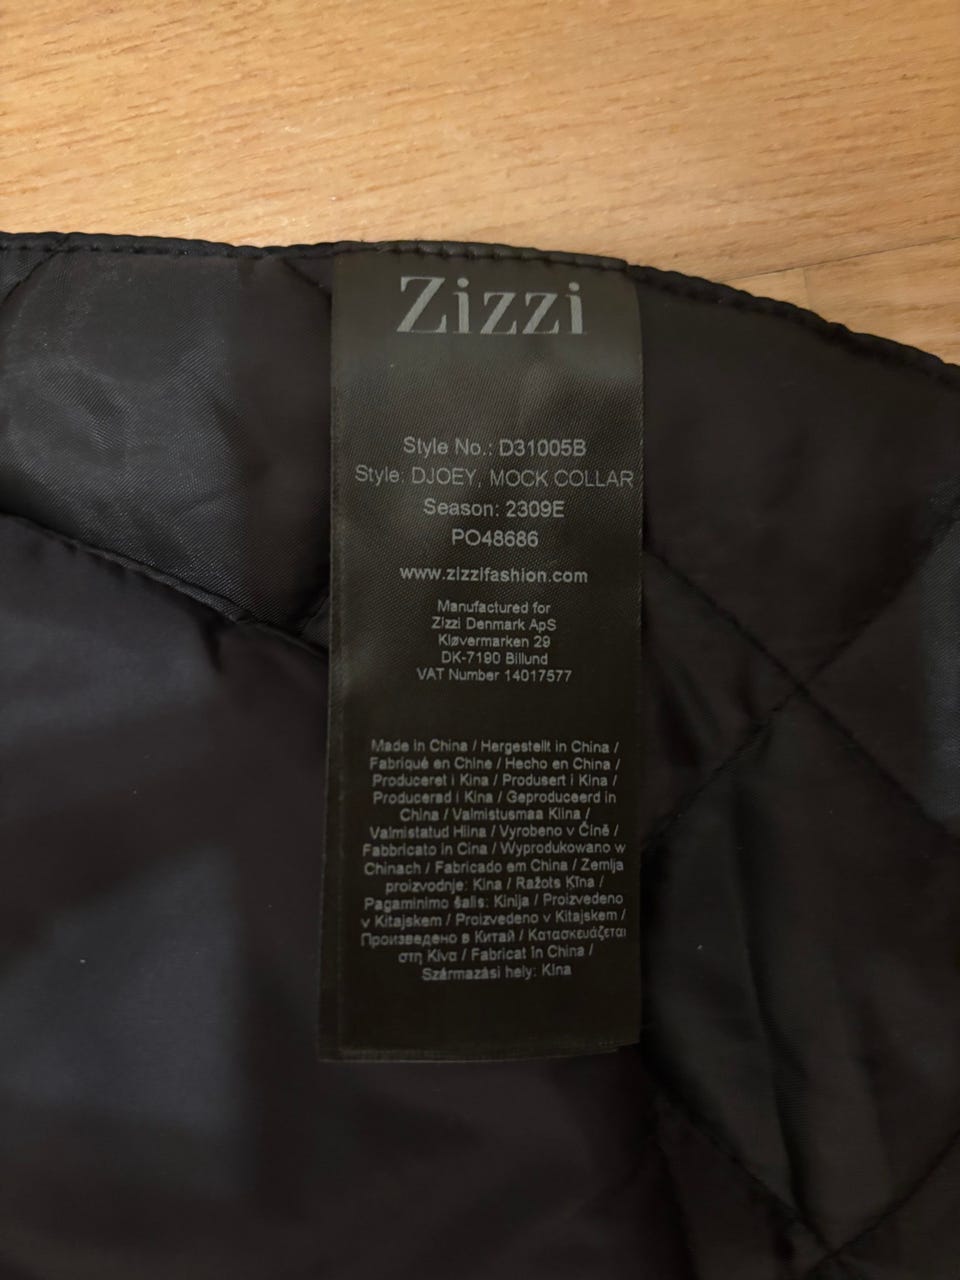 Zizzi
Style No.: D31005B
Style: DJOEY, MOCK COLLAR
Season: 2309E
PO48686
www.zizzifashion.com
Manufactured for
Zizzi Denmark ApS
Kløvermarken 29
DK-7190 Billund
VAT Number 14017577
Made in China / Hergestellt in China /
Fabriqué en Chine / Hecho en China /
Produceret i Kina / Produsert i Kina /
Producerad i Kina / Geproduceerd in
China / Valmistusmaa Kiina /
Valmistatud Hiina / Vyrobeno v Číně /
Fabbricato in Cina / Wyprodukowano w
Chinach / Fabricado em China / Zemlja
proizvodnje: Kina / Ražots Ķīna /
Pagaminimo šalis: Kinija / Proizvedeno
v Kitajskem / Proizvedeno v Kitajskem /
Произведено в Китай / Κατασκευάζεται
στη Κίνα / Fabricat în China /
Származási hely: Kína